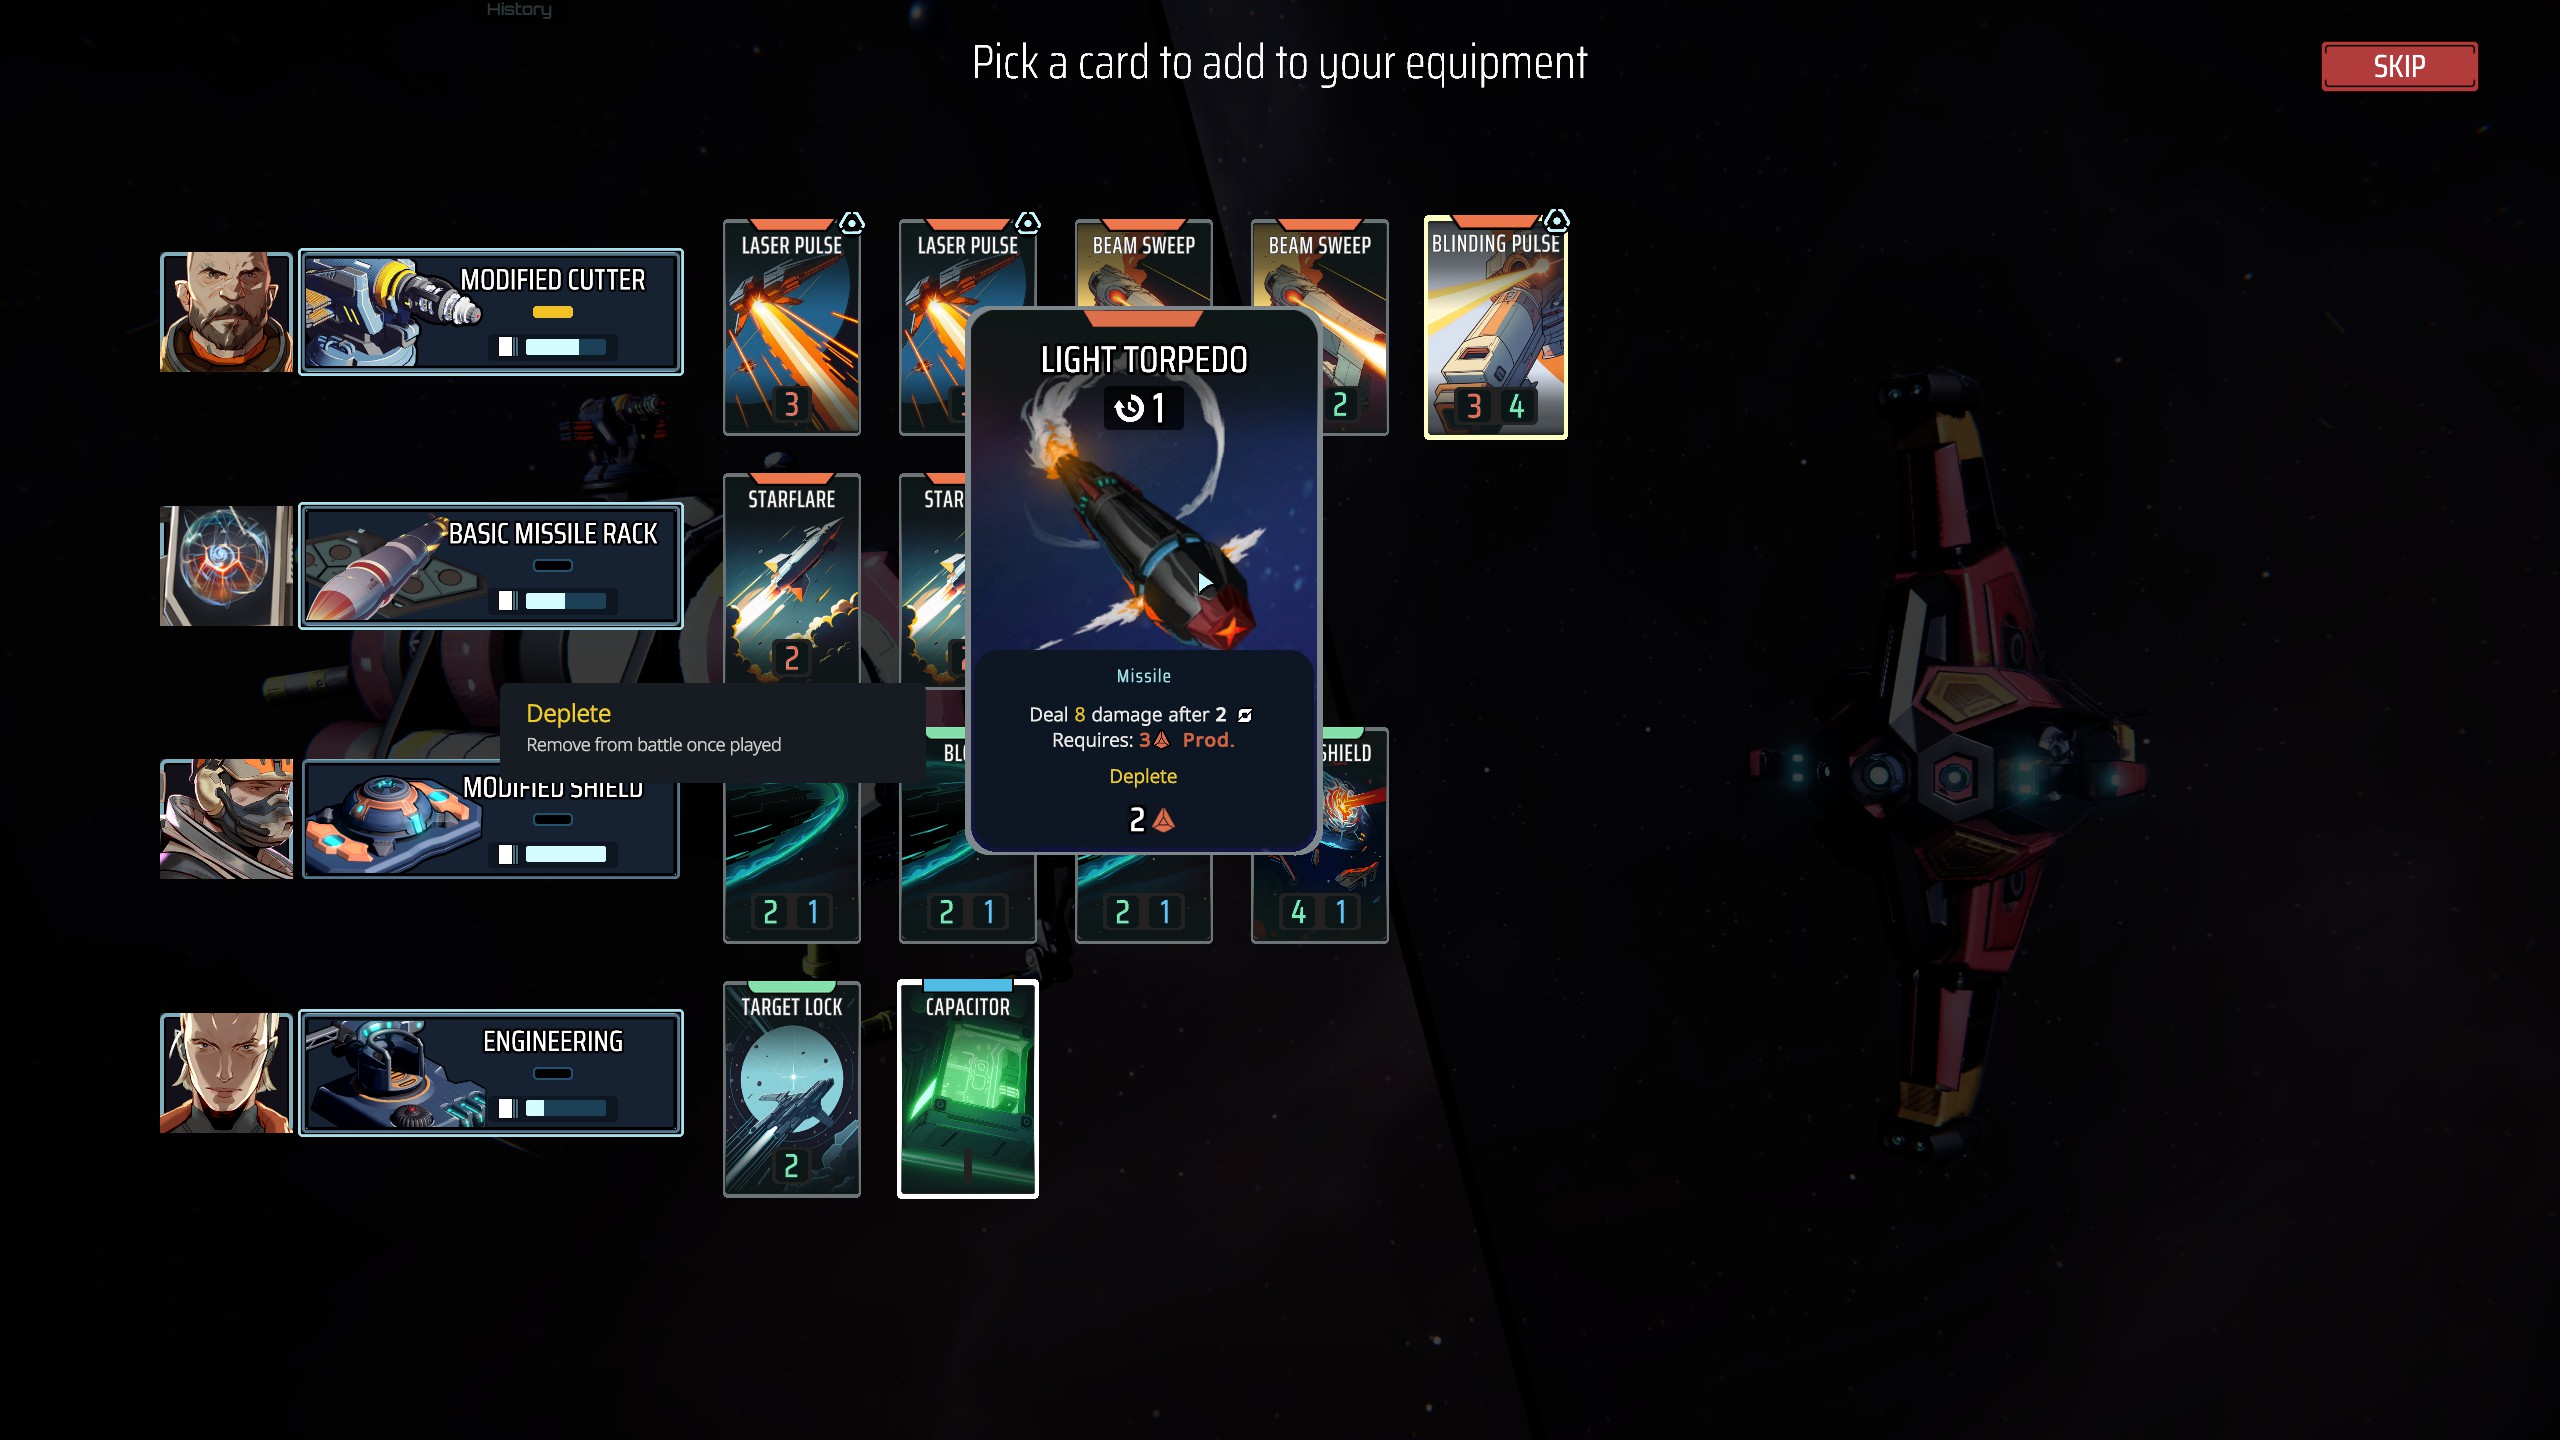 History
Pick a card to add to your equipment
SKIP
MODIFIED CUTTER
LASER PULSE
3
LASER PULSE
BEAM SWEEP
BEAM SWEEP
2
BLINDING PULSE
3 4
BASIC MISSILE RACK
STARFLARE
2
LIGHT TORPEDO
1
Missile
Deal 8 damage after 2
Requires: 3 Prod.
Deplete
2
Deplete
Remove from battle once played
MODIFIED SHIELD
2 1
2 1
2 1
SHIELD
4 1
ENGINEERING
TARGET LOCK
2
CAPACITOR
1